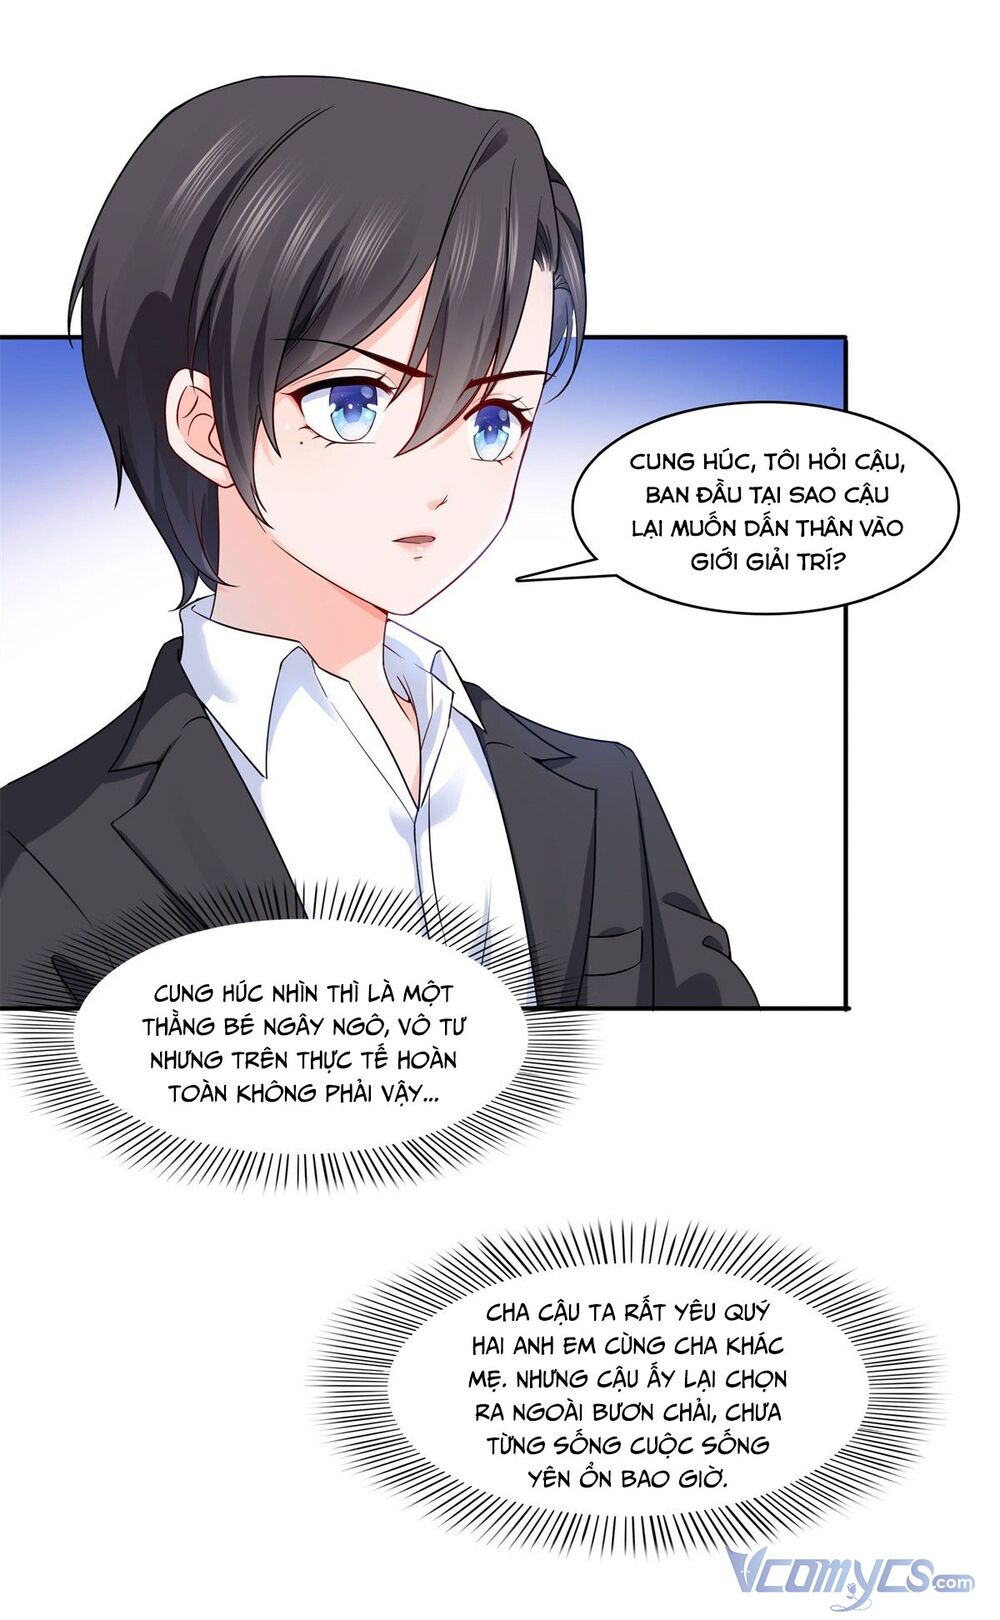 CUNG HÚC, TÔI HỎI CẬU,
BAN ĐẦU TẠI SAO CẬU
LẠI MUỐN DẤN THÂN VÀO
GIỚI GIẢI TRÍ?
CUNG HÚC NHÌN THÌ LÀ MỘT
THẰNG BÉ NGÂY NGÔ, VÔ TƯ
NHƯNG TRÊN THỰC TẾ HOÀN
TOÀN KHÔNG PHẢI VẬY...
CHA CẬU TA RẤT YÊU QUÝ
HAI ANH EM CÙNG CHA KHÁC
MẸ. NHƯNG CẬU ẤY LẠI CHỌN
RA NGOÀI BƯƠN CHẢI, CHƯA
TỪNG SỐNG CUỘC SỐNG
YÊN ỔN BAO GIỜ.
VCOMYCS.com